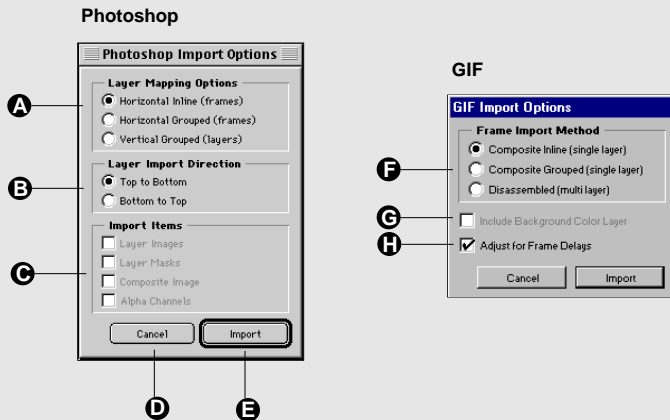 Photoshop
Photoshop Import Options
Layer Mapping Options
A
Horizontal Inline (frames)
Horizontal Grouped (frames)
Vertical Grouped (layers)
Layer Import Direction
B
Top to Bottom
Bottom to Top
Import Items
Layer Images
Layer Masks
C
Composite Image
Alpha Channels
Cancel
Import
D
E
GIF
GIF Import Options
Frame Import Method
Composite Inline (single layer)
F
Composite Grouped (single layer)
Disassembled (multi layer)
G
Include Background Color Layer
H
Adjust for Frame Delays
Cancel
Import